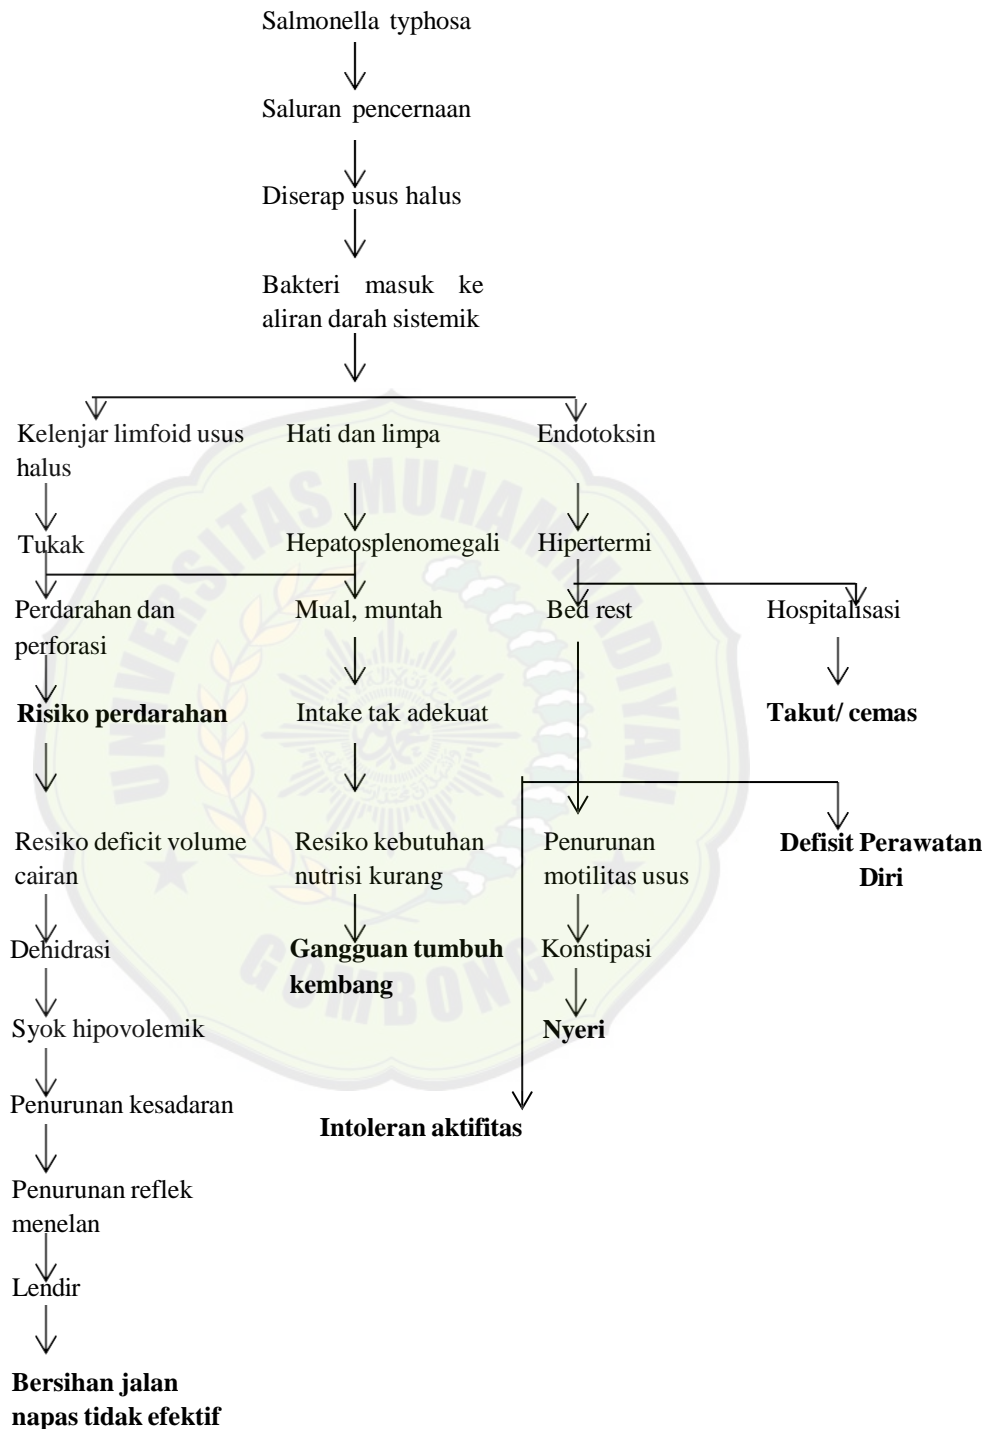 Salmonella typhosa
Saluran pencernaan
Diserap usus halus
Bakteri masuk ke
aliran darah sistemik
Kelenjar limfoid usus
halus
Hati dan limpa
Endotoksin
Tukak
Hepatosplenomegali
Hipertermi
Perdarahan dan
perforasi
Mual, muntah
Bed rest
Hospitalisasi
Risiko perdarahan
Intake tak adekuat
Takut/ cemas
Resiko deficit volume
cairan
Resiko kebutuhan
nutrisi kurang
Penurunan
motilitas usus
Defisit Perawatan
Diri
Dehidrasi
Gangguan tumbuh
kembang
Konstipasi
Syok hipovolemik
Nyeri
Penurunan kesadaran
Intoleran aktifitas
Penurunan reflek
menelan
Lendir
Bersihan jalan
napas tidak efektif
UNIVERSITAS MUHAMMADIYAH
GOMBONG